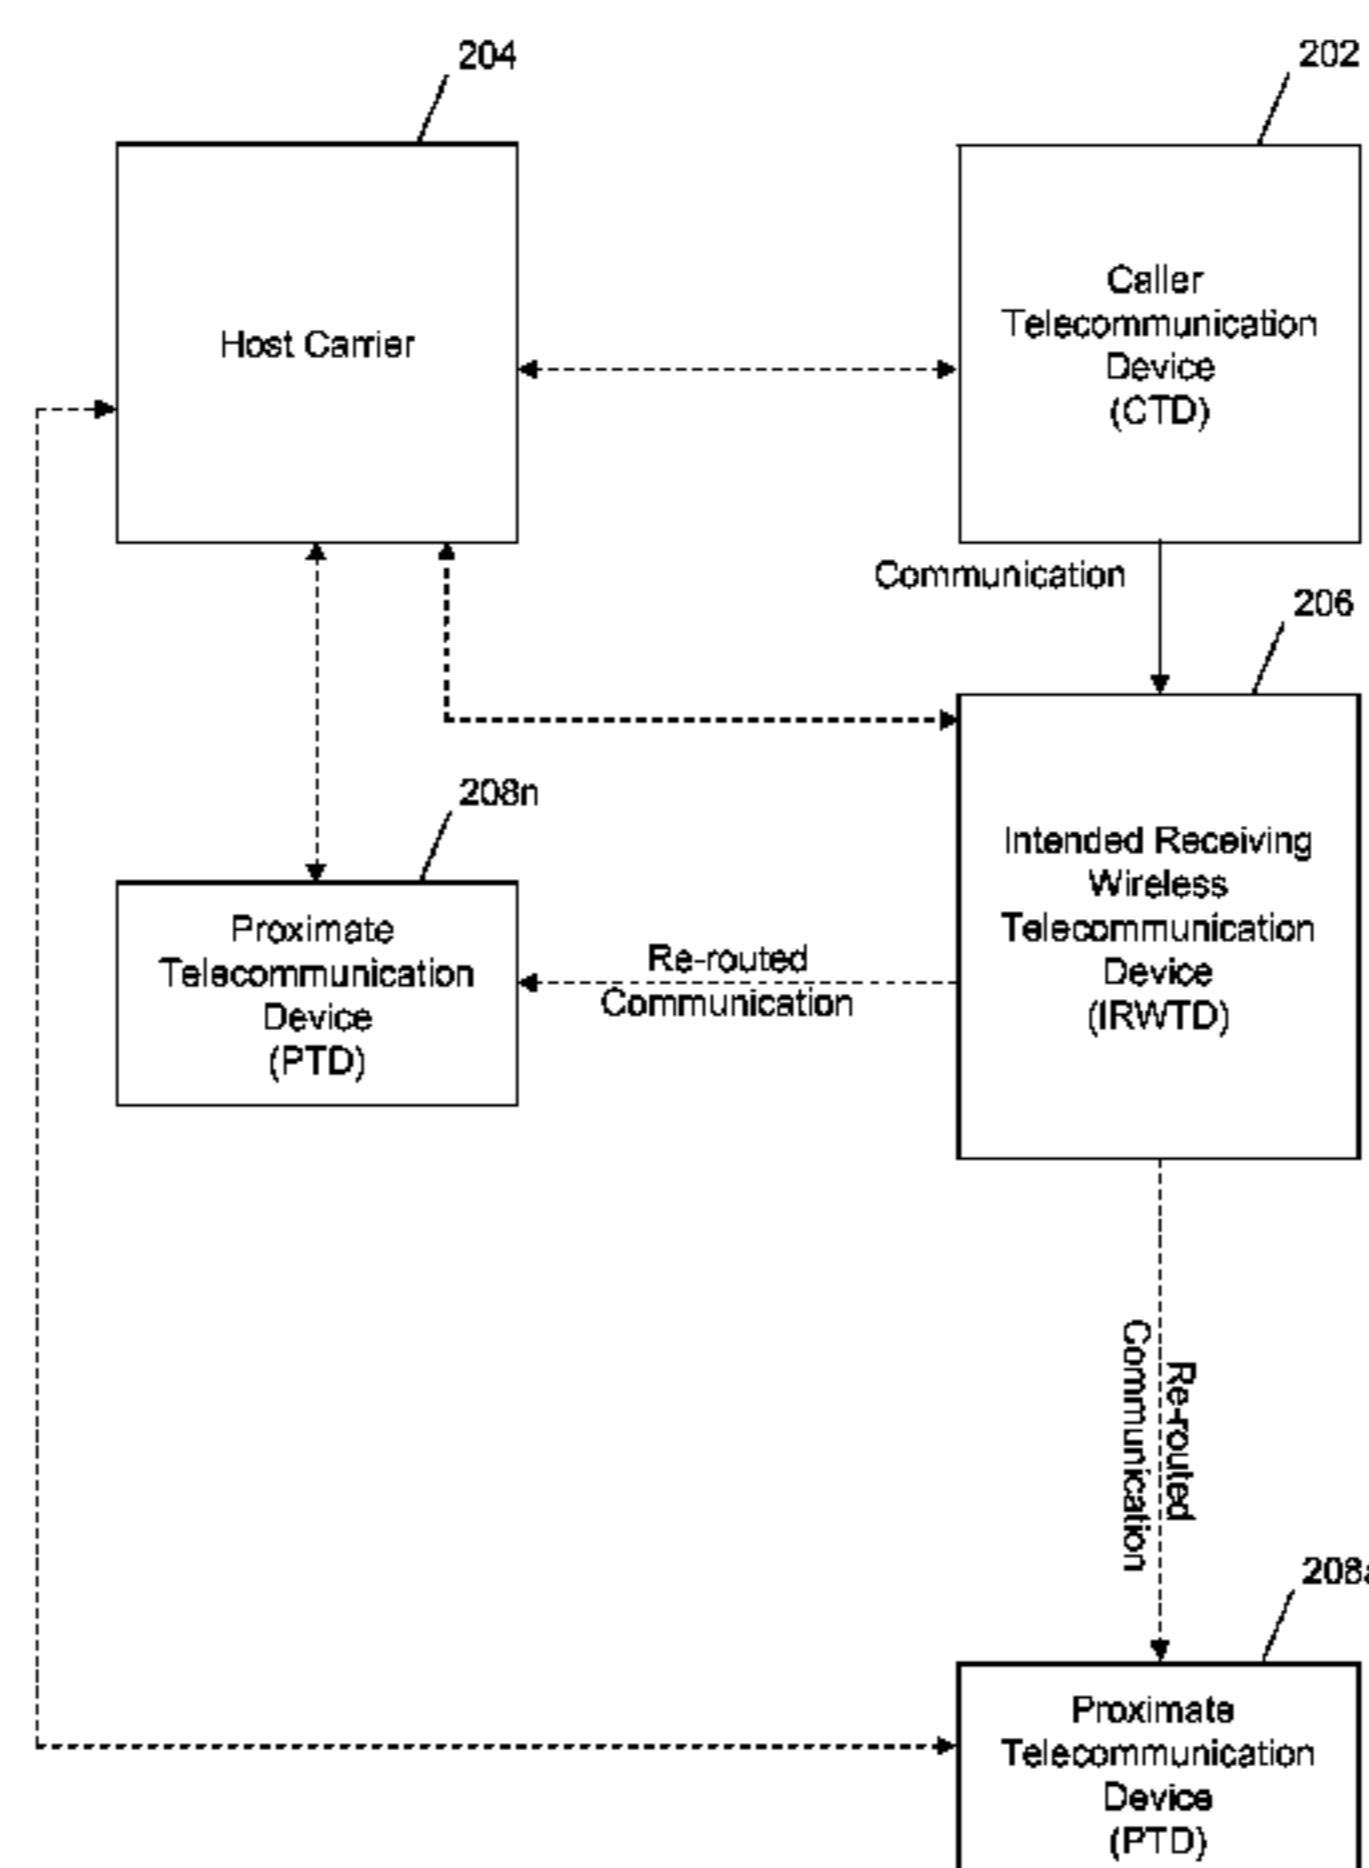 204
202
Host Carrier
Caller
Telecommunication
Device
(CTD)
Communication
206
208n
Intended Receiving
Wireless
Telecommunication
Device
(IRWTD)
Proximate
Telecommunication
Device
(PTD)
Re-routed
Communication
Re-routed
Communication
208a
Proximate
Telecommunication
Device
(PTD)